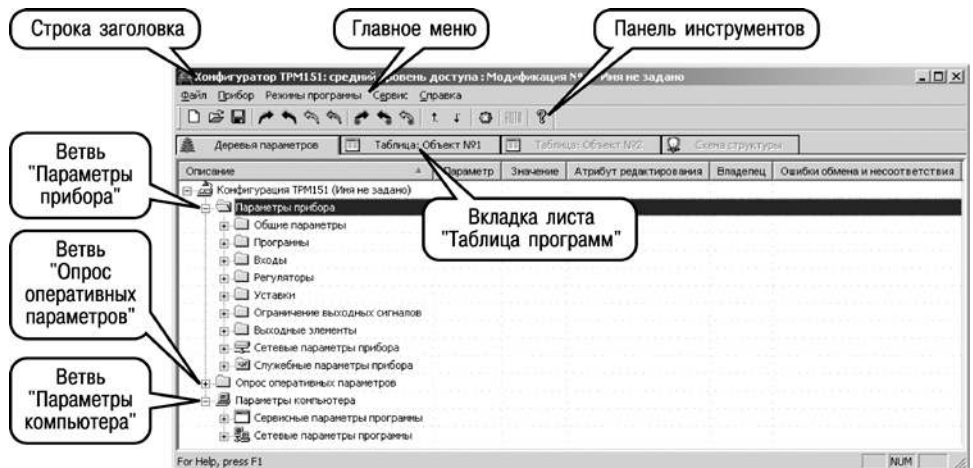 Строка заголовка
Главное меню
Панель инструментов
Конфигуратор ТРМ151: средний уровень доступа : Модификация № Имя не задано
Файл Прибор Режимы программы Сервис Справка
Деревья параметров Таблица: Объект №1 Таблица: Объект №2 Схема структуры
Описание Параметр Значение Атрибут редактирования Владелец Ошибки обмена и несоответствия
Ветвь
"Параметры
прибора"
Ветвь
"Опрос
оперативных
параметров"
Ветвь
"Параметры
компьютера"
Вкладка листа
"Таблица программ"
Конфигурация ТРМ151 (Имя не задано)
Параметры прибора
Общие параметры
Программы
Входы
Регуляторы
Уставки
Ограничение выходных сигналов
Выходные элементы
Сетевые параметры прибора
Служебные параметры прибора
Опрос оперативных параметров
Параметры компьютера
Сервисные параметры программы
Сетевые параметры программы
For Help, press F1
NUM